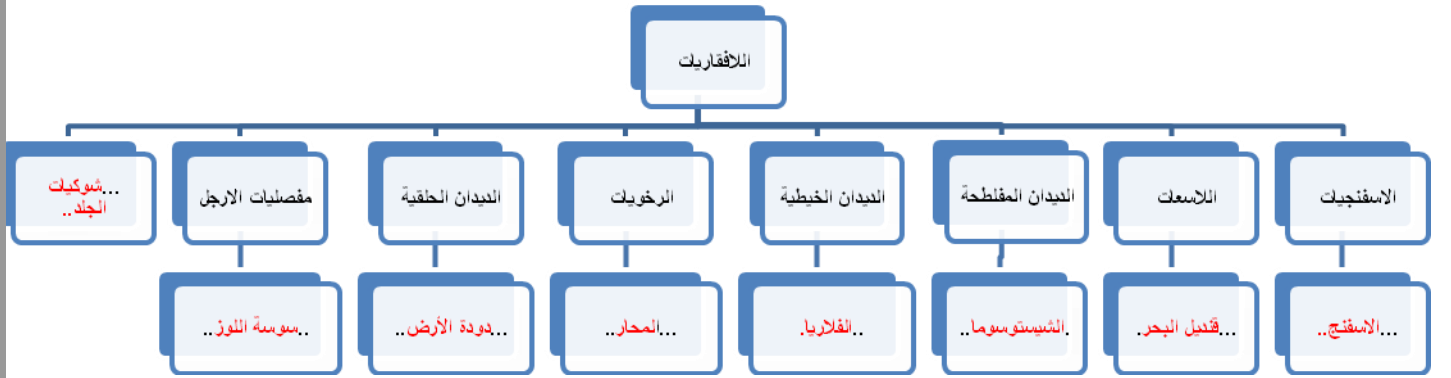 اللافقاريات
الاسفنجيات
اللاسعات
الديدان المفلطحة
الديدان الخيطية
الرخويات
الديدان الحلقية
مفصليات الارجل
...شوكيات
الجلد..
...الاسفنج..
...قنديل البحر.
.الشيستوسوما..
..الفلاريا.
...المحار..
...دودة الأرض..
..سوسة اللوز..